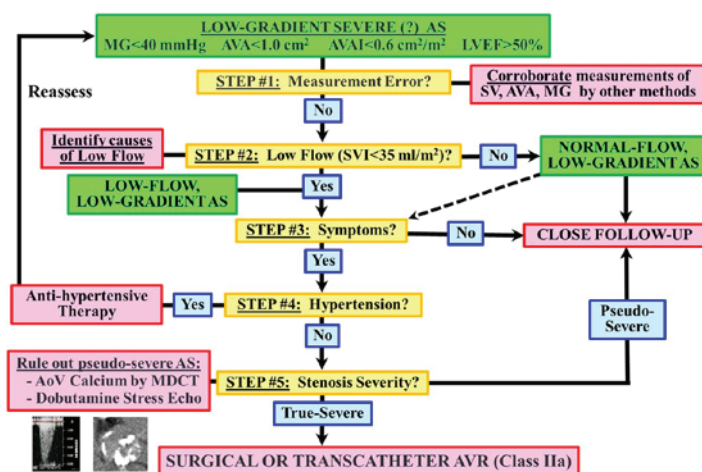 LOW-GRADIENT SEVERE (?) AS
MG<40 mmHg AVA<1.0 cm² AVAI<0.6 cm²/m² LVEF>50%
Reassess
STEP #1: Measurement Error?
Corroborate measurements of
SV, AVA, MG by other methods
No
Identify causes
of Low Flow
STEP #2: Low Flow (SVI<35 ml/m²)?
No
NORMAL-FLOW,
LOW-GRADIENT AS
LOW-FLOW,
LOW-GRADIENT AS
Yes
STEP #3: Symptoms?
No
CLOSE FOLLOW-UP
Yes
Anti-hypertensive
Therapy
Yes
STEP #4: Hypertension?
Pseudo-
Severe
No
Rule out pseudo-severe AS:
- AoV Calcium by MDCT
- Dobutamine Stress Echo
STEP #5: Stenosis Severity?
True-Severe
SURGICAL OR TRANSCATHETER AVR (Class IIa)